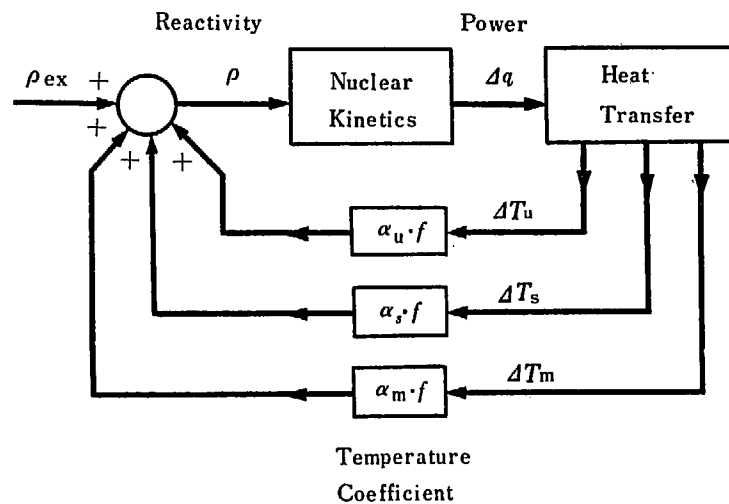 Reactivity
Power
ρex
+
+
+
+
ρ
Nuclear
Kinetics
Δq
Heat
Transfer
αu·f
ΔTu
αs·f
ΔTs
αm·f
ΔTm
Temperature
Coefficient